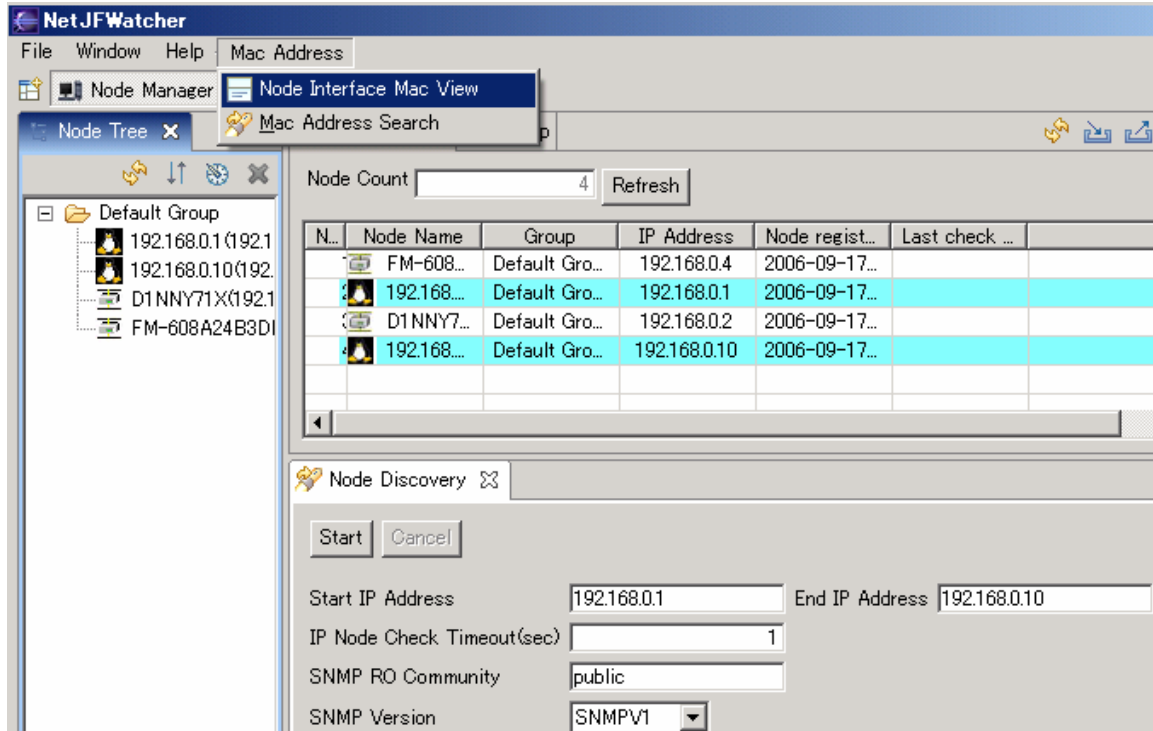 NetJFWatcher
File Window Help Mac Address
Node Manager
Node Interface Mac View
Mac Address Search
Node Tree
p
Node Count 4 Refresh
Default Group
192.168.0.1(192.1
192.168.0.10(192.
D1NNY71X(192.1
FM-608A24B3DI
N... Node Name Group IP Address Node regist... Last check ...
FM-608... Default Gro... 192.168.0.4 2006-09-17...
2 192.168.... Default Gro... 192.168.0.1 2006-09-17...
D1NNY7... Default Gro... 192.168.0.2 2006-09-17...
4 192.168.... Default Gro... 192.168.0.10 2006-09-17...
Node Discovery
Start Cancel
Start IP Address 192.168.0.1 End IP Address 192.168.0.10
IP Node Check Timeout(sec) 1
SNMP RO Community public
SNMP Version SNMPV1